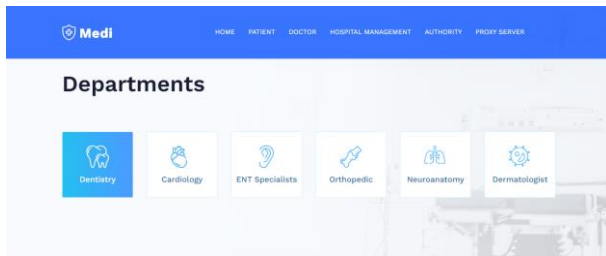 Medi
HOME PATIENT DOCTOR HOSPITAL MANAGEMENT AUTHORITY PROXY SERVER
Departments
Dentistry Cardiology ENT Specialists Orthopedic Neuroanatomy Dermatologist